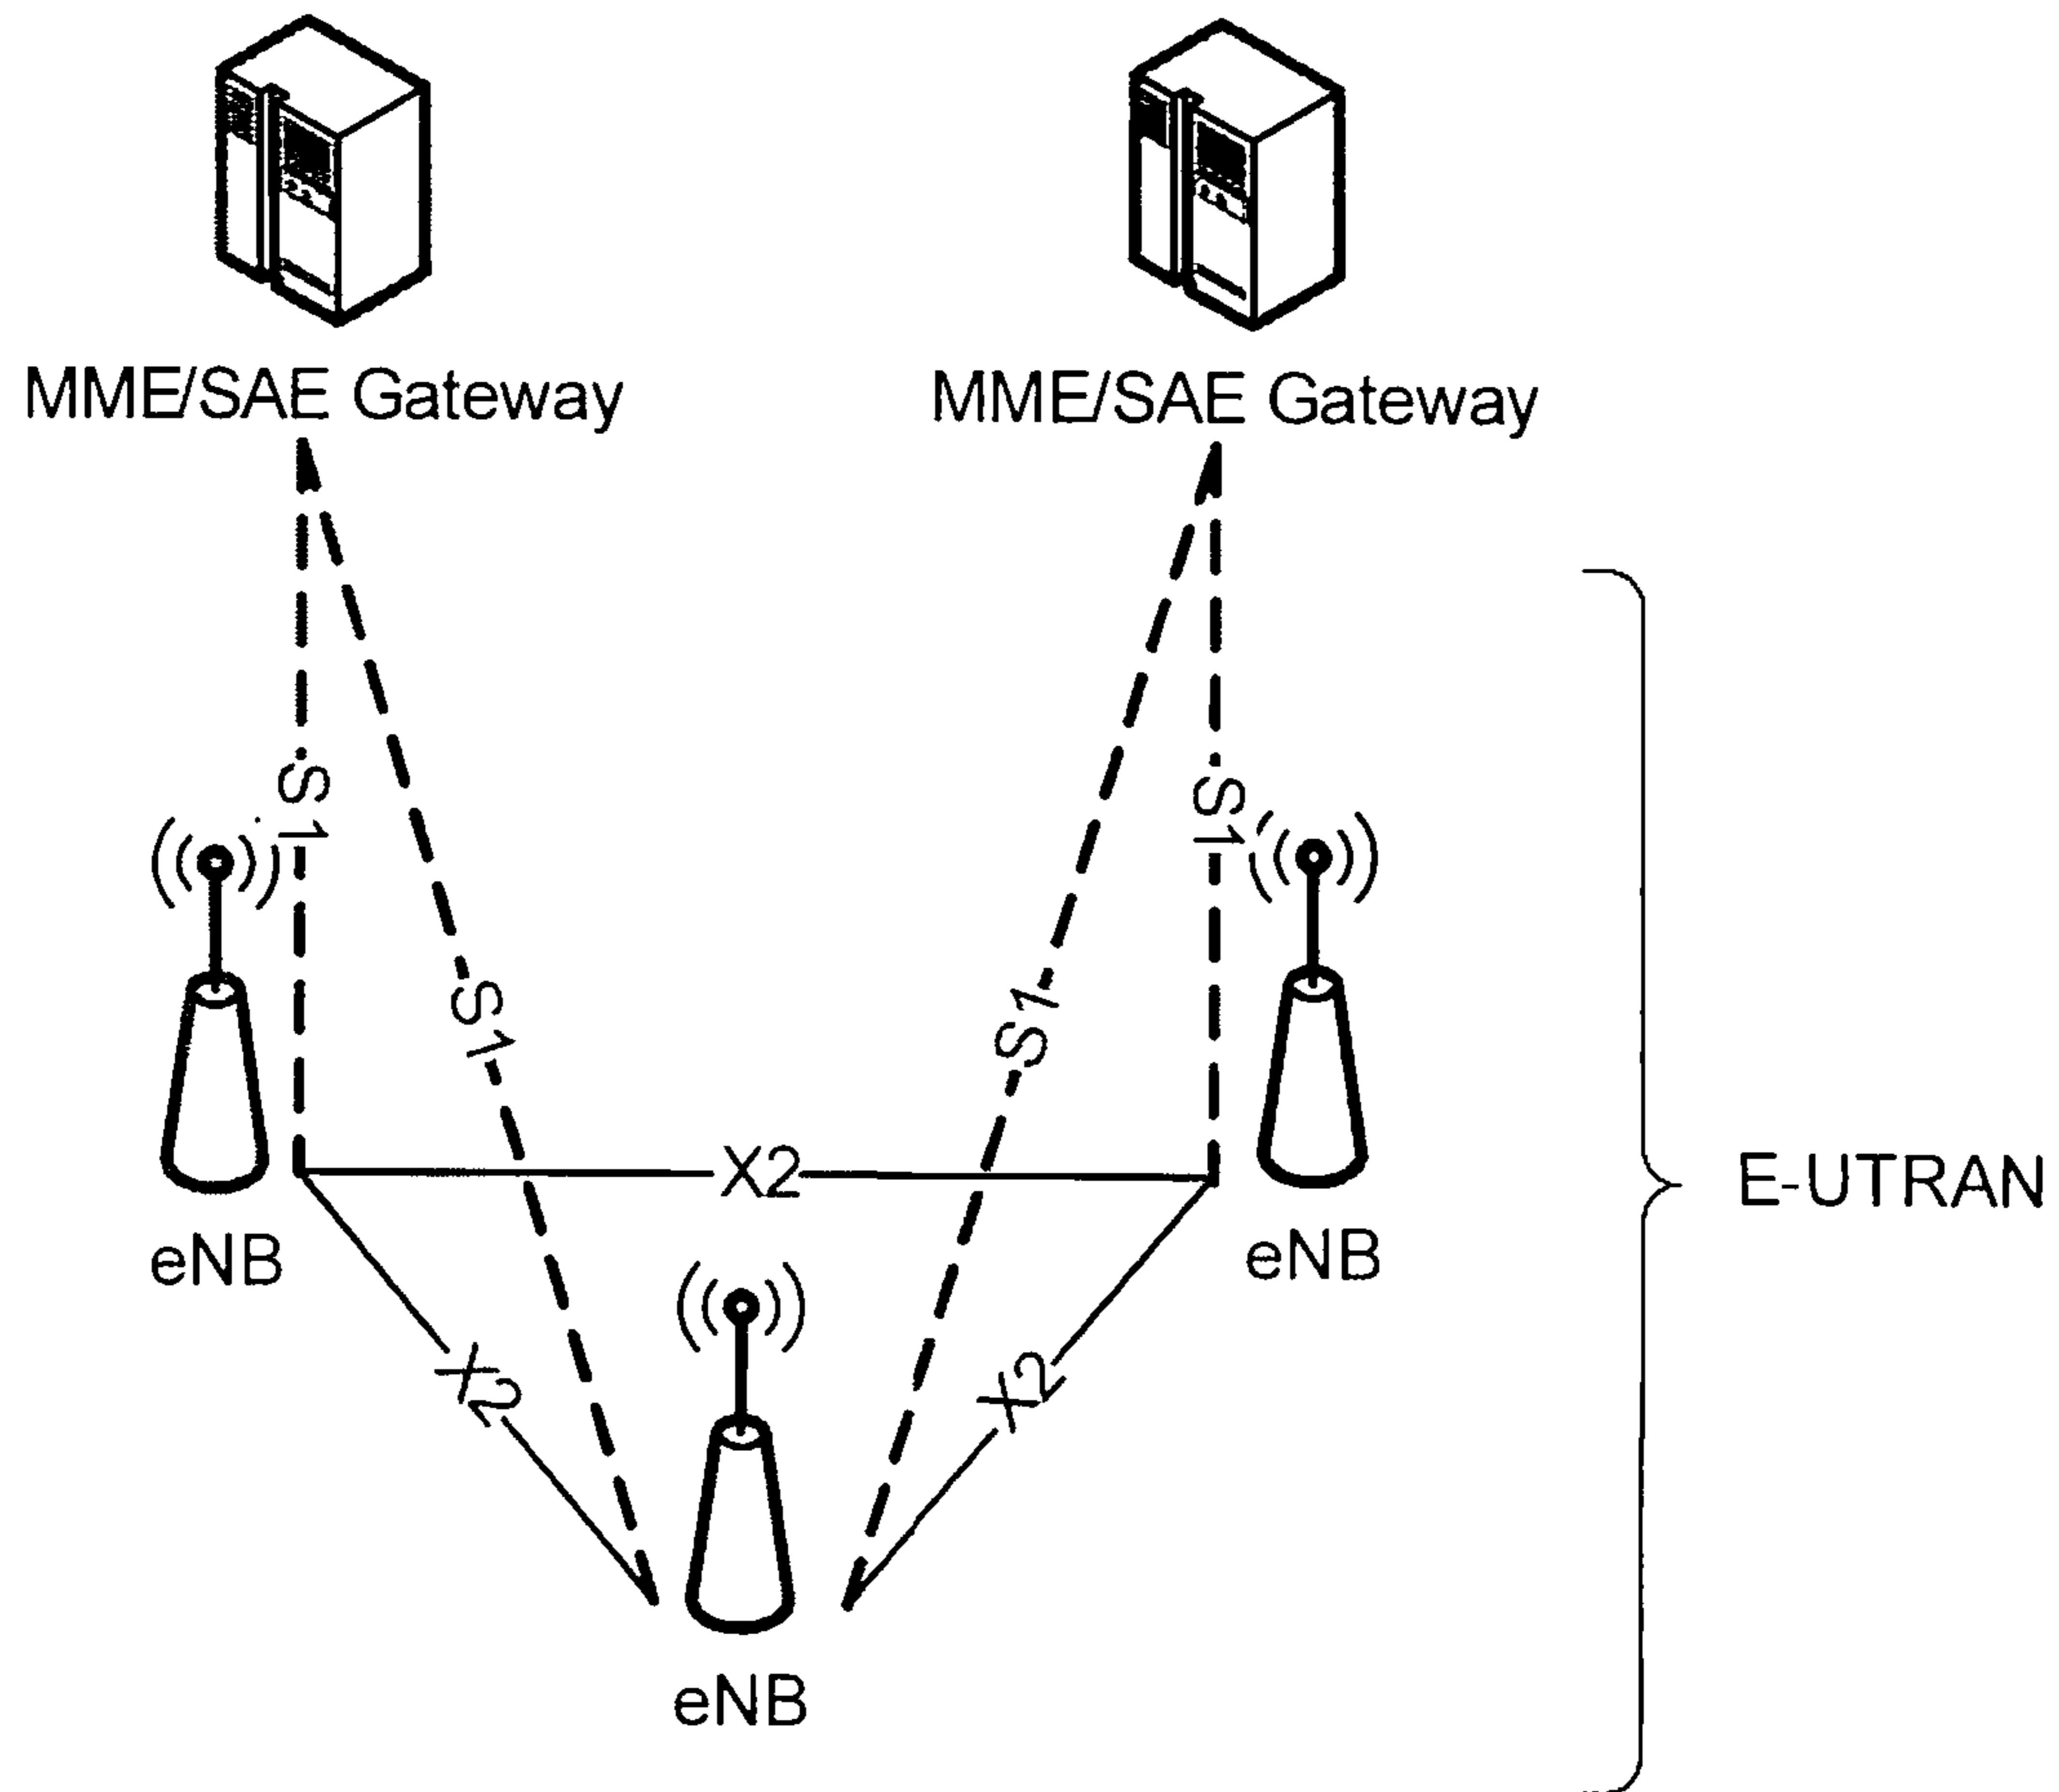 MME/SAE Gateway
MME/SAE Gateway
S1
S1
S1
S1
X2
E-UTRAN
eNB
eNB
X2
X2
eNB